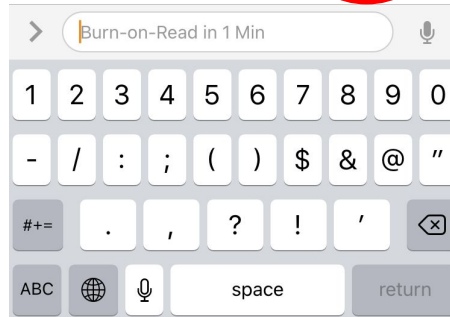 Burn-on-Read in 1 Min
1 2 3 4 5 6 7 8 9 0
- / : ; ( ) $ & @ "
#+= . , ? ! '
ABC space return